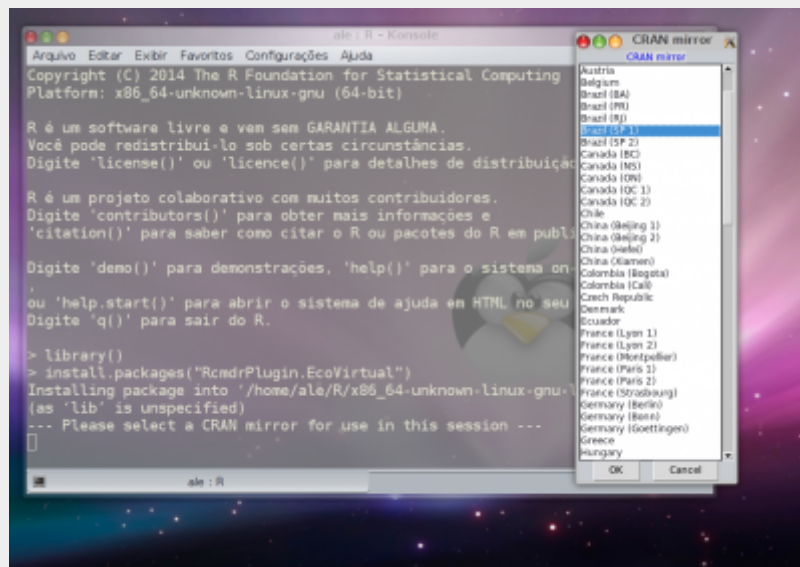 ale : R - Konsole
Arquivo Editar Exibir Favoritos Configurações Ajuda
Copyright (C) 2014 The R Foundation for Statistical Computing
Platform: x86_64-unknown-linux-gnu (64-bit)
R é um software livre e vem sem GARANTIA ALGUMA.
Você pode redistribuí-lo sob certas circunstâncias.
Digite 'license()' ou 'licence()' para detalhes de distribuiçã
R é um projeto colaborativo com muitos contribuidores.
Digite 'contributors()' para obter mais informações e
'citation()' para saber como citar o R ou pacotes do R em publi
Digite 'demo()' para demonstrações, 'help()' para o sistema on-
,
ou 'help.start()' para abrir o sistema de ajuda em HTML no seu
Digite 'q()' para sair do R.
> library()
> install.packages("RcmdrPlugin.EcoVirtual")
Installing package into ‘/home/ale/R/x86_64-unknown-linux-gnu-l
(as ‘lib’ is unspecified)
--- Please select a CRAN mirror for use in this session ---
ale : R
CRAN mirror
CRAN mirror
Austria
Belgium
Brazil (BA)
Brazil (PR)
Brazil (RJ)
Brazil (SP 1)
Brazil (SP 2)
Canada (BC)
Canada (NS)
Canada (ON)
Canada (QC 1)
Canada (QC 2)
Chile
China (Beijing 1)
China (Beijing 2)
China (Hefei)
China (Xiamen)
Colombia (Bogota)
Colombia (Cali)
Czech Republic
Denmark
Ecuador
France (Lyon 1)
France (Lyon 2)
France (Montpellier)
France (Paris 1)
France (Paris 2)
France (Strasbourg)
Germany (Berlin)
Germany (Bonn)
Germany (Goettingen)
Greece
Hungary
OK Cancel